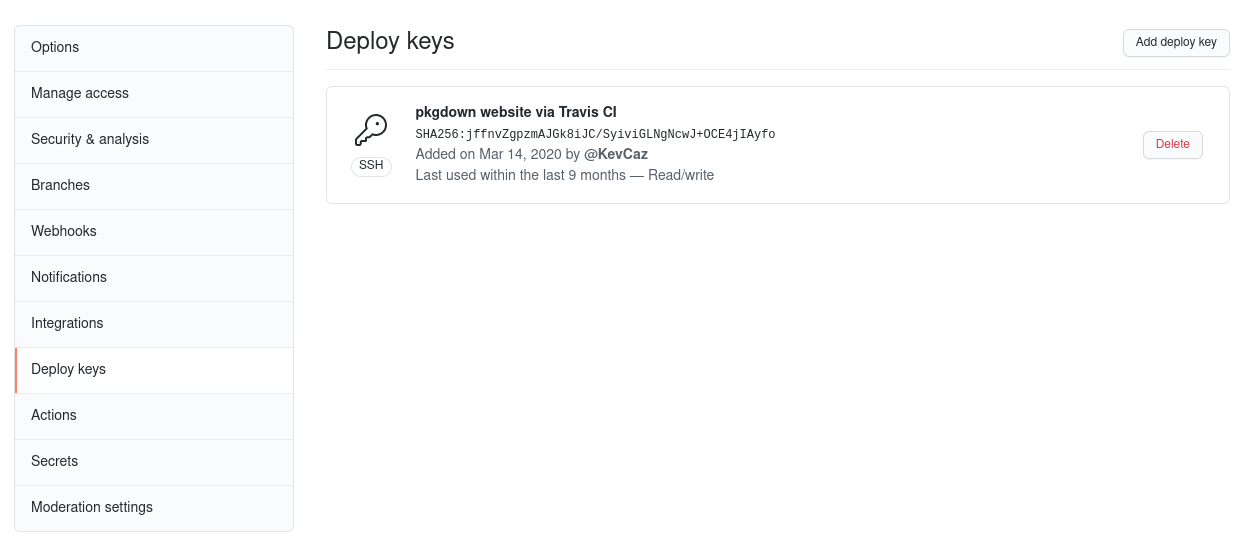 Options
Manage access
Security & analysis
Branches
Webhooks
Notifications
Integrations
Deploy keys
Actions
Secrets
Moderation settings
Deploy keys
Add deploy key
pkgdown website via Travis CI
SHA256:jffnvZgpzmAJGk8iJC/SyiviGLNgNcwJ+OCE4jIAyfo
Added on Mar 14, 2020 by @KevCaz
Last used within the last 9 months — Read/write
SSH
Delete